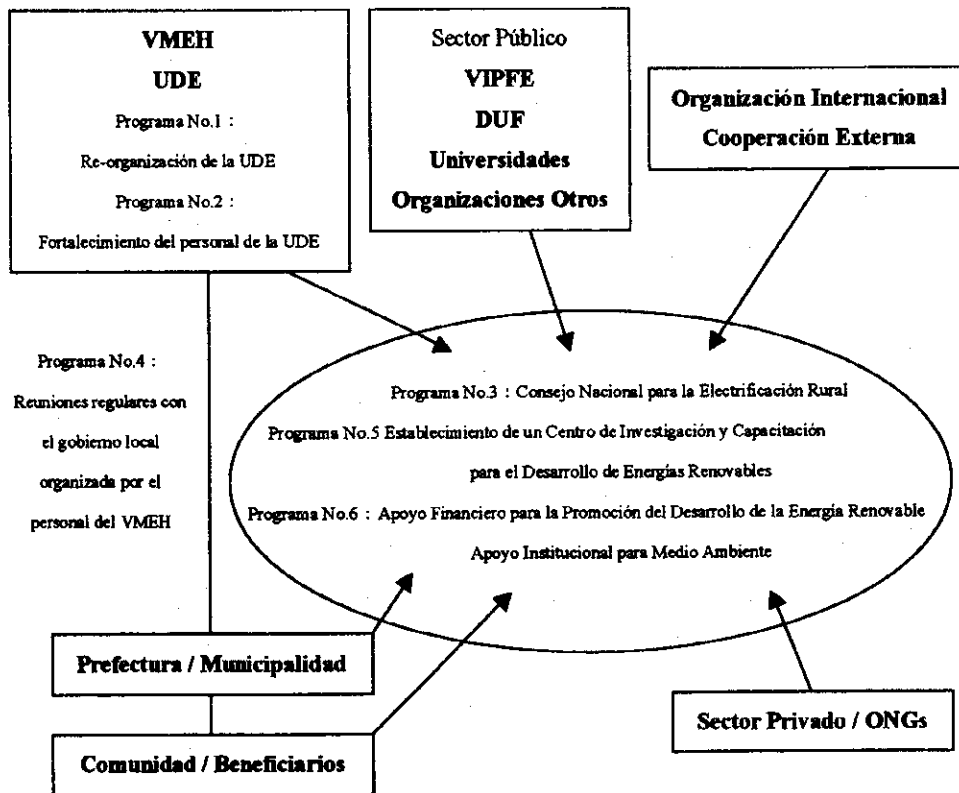 VMEH
UDE
Programa No.1 :
Re-organización de la UDE
Programa No.2 :
Fortalecimiento del personal de la UDE
Sector Público
VIPFE
DUF
Universidades
Organizaciones Otros
Organización Internacional
Cooperación Externa
Programa No.4 :
Reuniones regulares con
el gobierno local
organizada por el
personal del VMEH
Programa No.3 : Consejo Nacional para la Electrificación Rural
Programa No.5 Establecimiento de un Centro de Investigación y Capacitación
para el Desarrollo de Energías Renovables
Programa No.6 : Apoyo Financiero para la Promoción del Desarrollo de la Energía Renovable
Apoyo Institucional para Medio Ambiente
Prefectura / Municipalidad
Comunidad / Beneficiarios
Sector Privado / ONGs